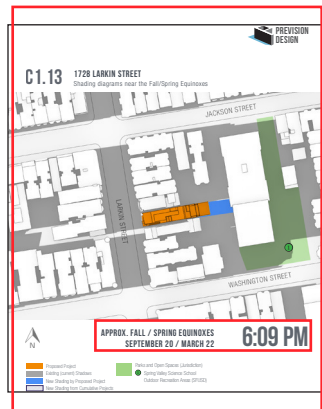 PREVISION
DESIGN
C1.13
1728 LARKIN STREET
Shading diagrams near the Fall/Spring Equinoxes
JACKSON STREET
LARKIN STREET
WASHINGTON STREET
N
APPROX. FALL / SPRING EQUINOXES
SEPTEMBER 20 / MARCH 22
6:09 PM
Proposed Project
Existing (current) Shadows
New Shading by Proposed Project
New Shading from Cumulative Projects
Parks and Open Spaces (Jurisdiction)
Spring Valley Science School
Outdoor Recreation Areas (SFUSD)